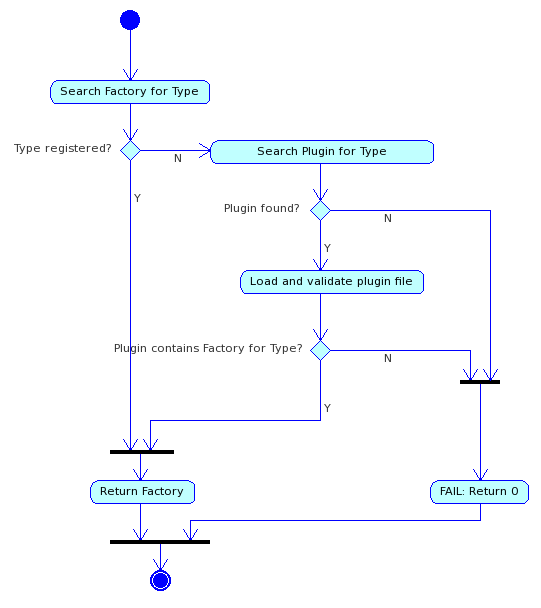 Search Factory for Type
Type registered?
N
Search Plugin for Type
Y
Plugin found?
N
Y
Load and validate plugin file
Plugin contains Factory for Type?
N
Y
Return Factory
FAIL: Return 0